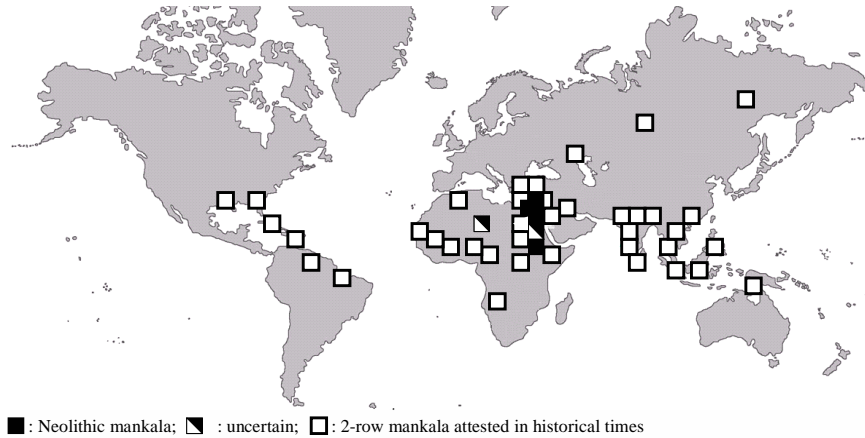 : Neolithic mankala; : uncertain; : 2-row mankala attested in historical times